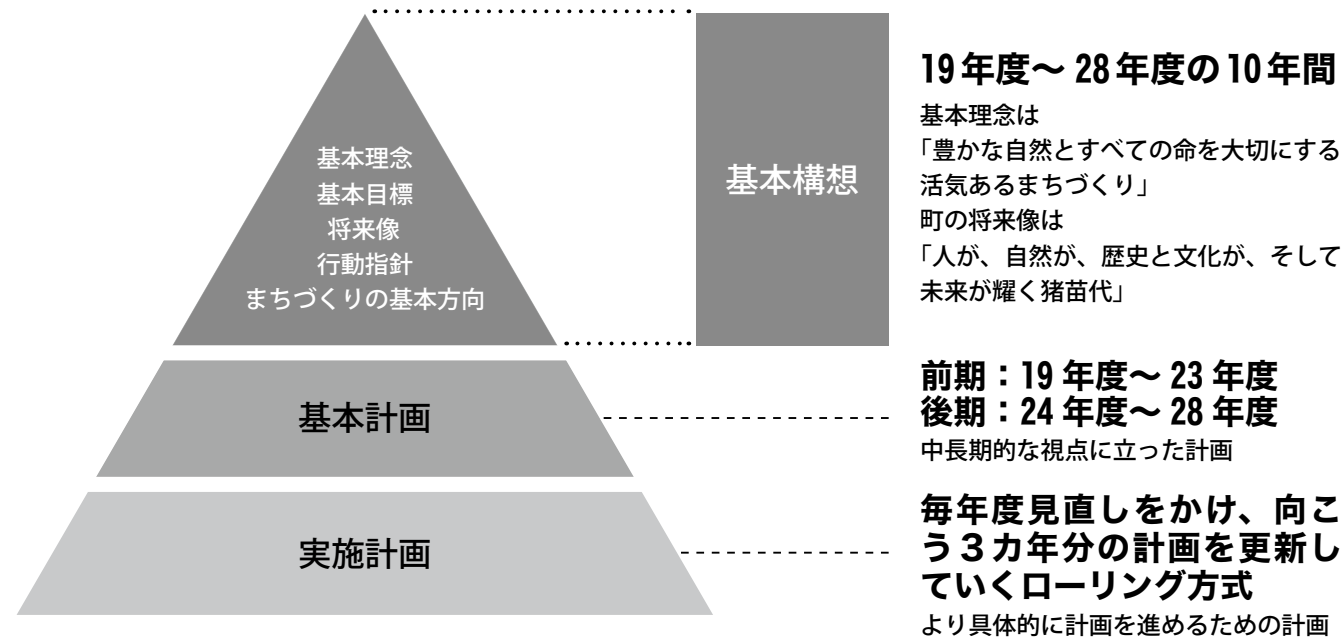 基本理念
基本目標
将来像
行動指針
まちづくりの基本方向
基本構想
19年度～28年度の10年間
基本理念は
「豊かな自然とすべての命を大切にする
活気あるまちづくり」
町の将来像は
「人が、自然が、歴史と文化が、そして
未来が耀く猪苗代」
基本計画
前期：19年度～23年度
後期：24年度～28年度
中長期的な視点に立った計画
実施計画
毎年度見直しをかけ、向こ
う３カ年分の計画を更新し
ていくローリング方式
より具体的に計画を進めるための計画